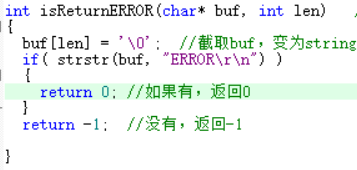 int isReturnERROR(char* buf, int len)
{
buf[len] = '\0'; //截取buf，变为string
if( strstr(buf, "ERROR\r\n") )
{
return 0; //如果有，返回0
}
return -1; //没有，返回-1
}